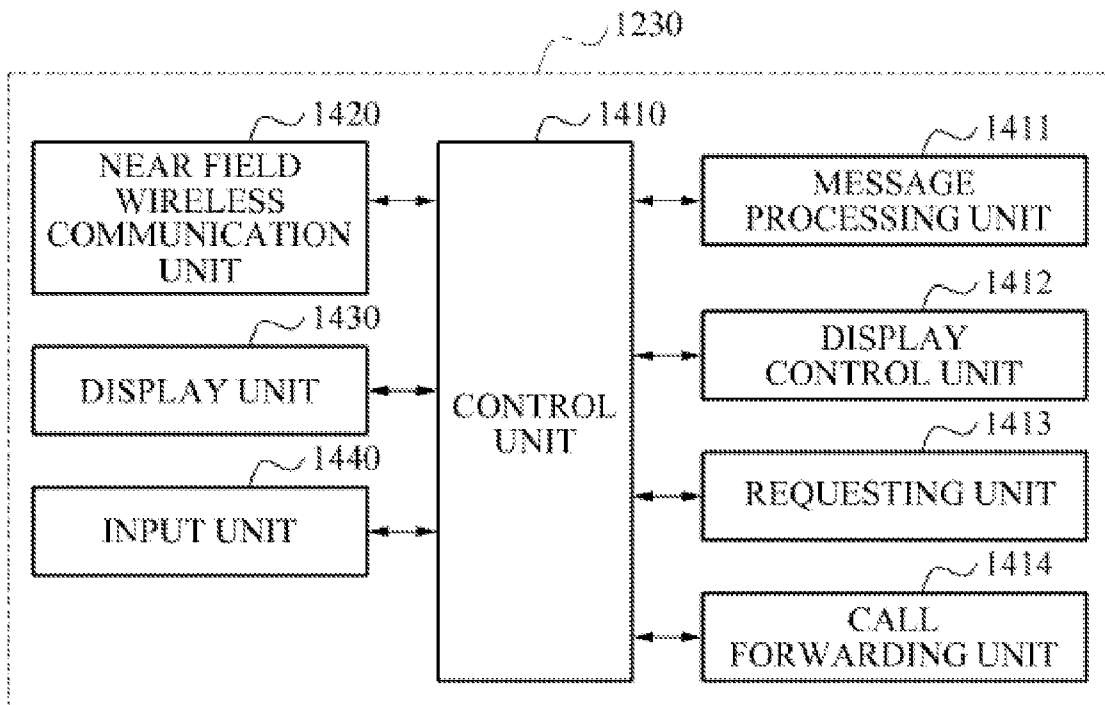 1230
1420
NEAR FIELD
WIRELESS
COMMUNICATION
UNIT
1430
DISPLAY UNIT
1440
INPUT UNIT
1410
CONTROL
UNIT
1411
MESSAGE
PROCESSING UNIT
1412
DISPLAY
CONTROL UNIT
1413
REQUESTING UNIT
1414
CALL
FORWARDING UNIT